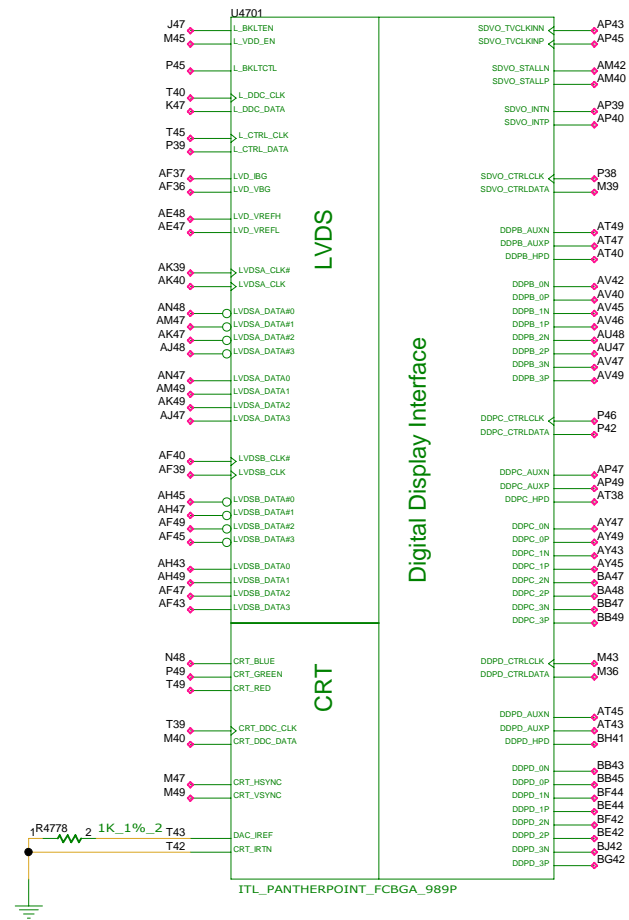 U4701
J47 L_BKLTEN
M45 L_VDD_EN
P45 L_BKLTCTL
T40 L_DDC_CLK
K47 L_DDC_DATA
T45 L_CTRL_CLK
P39 L_CTRL_DATA
AF37 LVD_IBG
AF36 LVD_VBG
AE48 LVD_VREFH
AE47 LVD_VREFL
AK39 LVDSA_CLK#
AK40 LVDSA_CLK
AN48 LVDSA_DATA#0
AM47 LVDSA_DATA#1
AK47 LVDSA_DATA#2
AJ48 LVDSA_DATA#3
AN47 LVDSA_DATA0
AM49 LVDSA_DATA1
AK49 LVDSA_DATA2
AJ47 LVDSA_DATA3
AF40 LVDSB_CLK#
AF39 LVDSB_CLK
AH45 LVDSB_DATA#0
AH47 LVDSB_DATA#1
AF49 LVDSB_DATA#2
AF45 LVDSB_DATA#3
AH43 LVDSB_DATA0
AH49 LVDSB_DATA1
AF47 LVDSB_DATA2
AF43 LVDSB_DATA3
LVDS
N48 CRT_BLUE
P49 CRT_GREEN
T49 CRT_RED
T39 CRT_DDC_CLK
M40 CRT_DDC_DATA
M47 CRT_HSYNC
M49 CRT_VSYNC
1 R4778 2 1K_1%_2 T43 DAC_IREF
T42 CRT_IRTN
CRT
Digital Display Interface
SDVO_TVCLKINN AP43
SDVO_TVCLKINP AP45
SDVO_STALLN AM42
SDVO_STALLP AM40
SDVO_INTN AP39
SDVO_INTP AP40
SDVO_CTRLCLK P38
SDVO_CTRLDATA M39
DDPB_AUXN AT49
DDPB_AUXP AT47
DDPB_HPD AT40
DDPB_0N AV42
DDPB_0P AV40
DDPB_1N AV45
DDPB_1P AV46
DDPB_2N AU48
DDPB_2P AU47
DDPB_3N AV47
DDPB_3P AV49
DDPC_CTRLCLK P46
DDPC_CTRLDATA P42
DDPC_AUXN AP47
DDPC_AUXP AP49
DDPC_HPD AT38
DDPC_0N AY47
DDPC_0P AY49
DDPC_1N AY43
DDPC_1P AY45
DDPC_2N BA47
DDPC_2P BA48
DDPC_3N BB47
DDPC_3P BB49
DDPD_CTRLCLK M43
DDPD_CTRLDATA M36
DDPD_AUXN AT45
DDPD_AUXP AT43
DDPD_HPD BH41
DDPD_0N BB43
DDPD_0P BB45
DDPD_1N BF44
DDPD_1P BE44
DDPD_2N BF42
DDPD_2P BE42
DDPD_3N BJ42
DDPD_3P BG42
ITL_PANTHERPOINT_FCBGA_989P